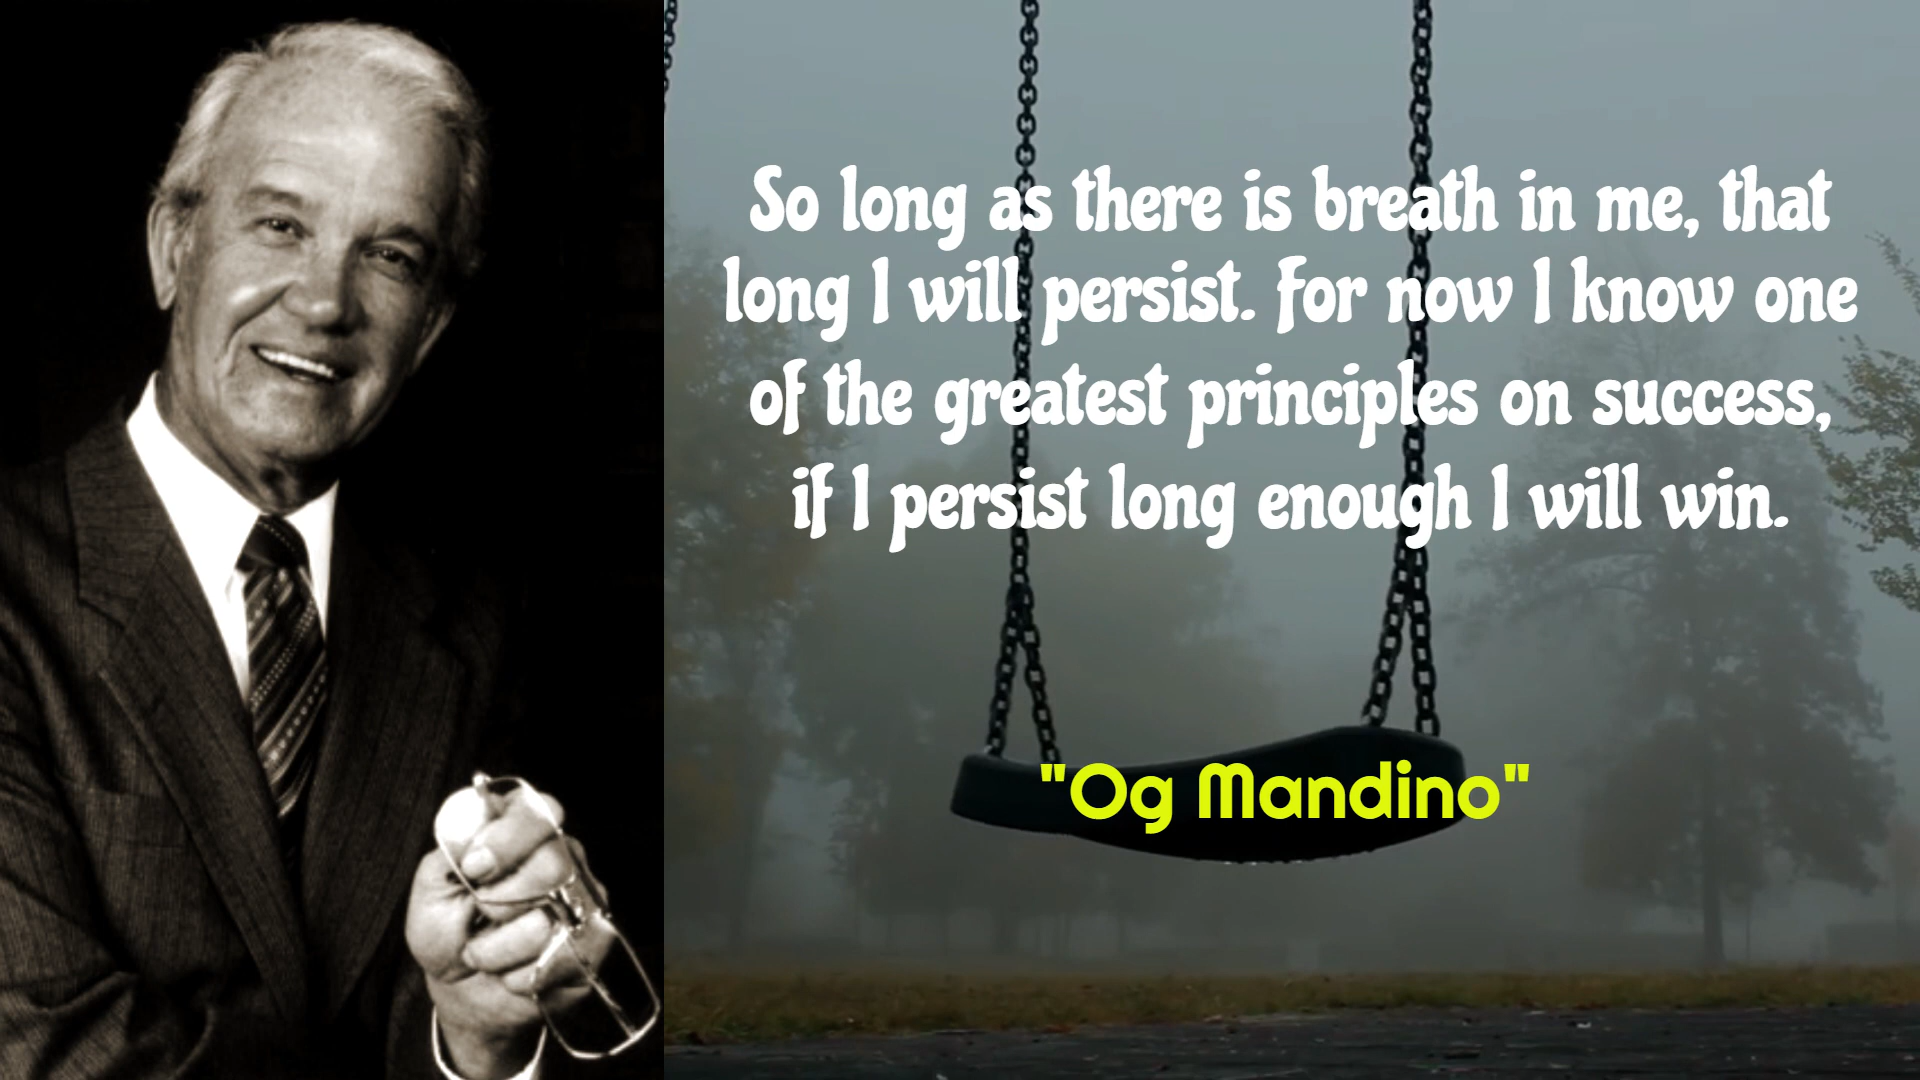 So long as there is breath in me, that
long I will persist. For now I know one
of the greatest principles on success,
if I persist long enough I will win.
"Og Mandino"